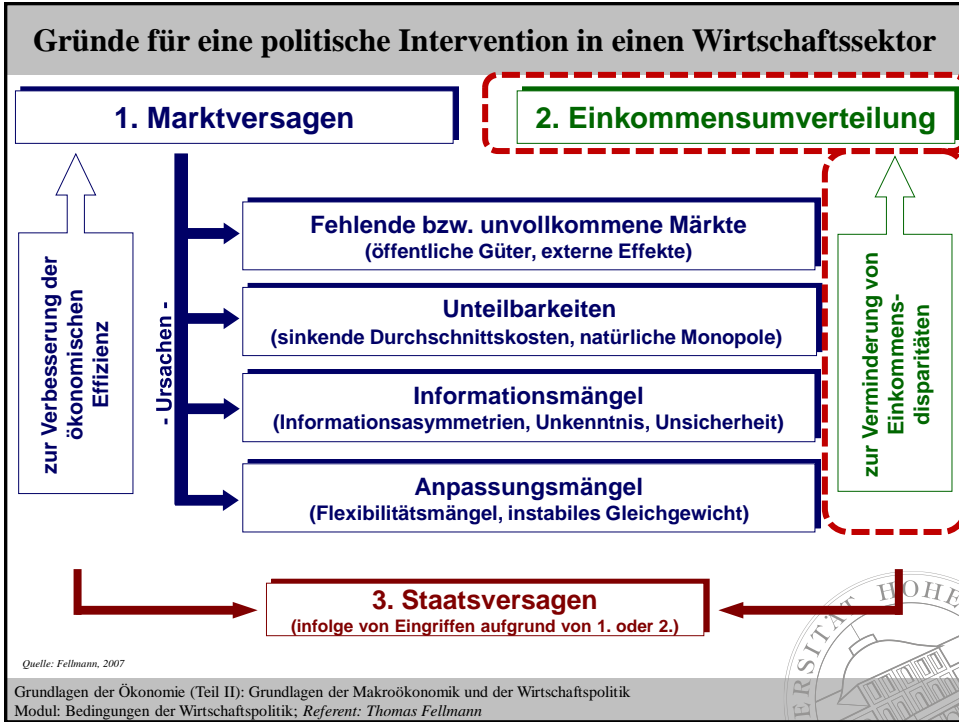 Gründe für eine politische Intervention in einen Wirtschaftssektor
1. Marktversagen
2. Einkommensumverteilung
zur Verbesserung der
ökonomischen
Effizienz
- Ursachen -
Fehlende bzw. unvollkommene Märkte
(öffentliche Güter, externe Effekte)
Unteilbarkeiten
(sinkende Durchschnittskosten, natürliche Monopole)
Informationsmängel
(Informationsasymmetrien, Unkenntnis, Unsicherheit)
Anpassungsmängel
(Flexibilitätsmängel, instabiles Gleichgewicht)
zur Verminderung von
Einkommens-
disparitäten
3. Staatsversagen
(infolge von Eingriffen aufgrund von 1. oder 2.)
Quelle: Fellmann, 2007
Grundlagen der Ökonomie (Teil II): Grundlagen der Makroökonomik und der Wirtschaftspolitik
Modul: Bedingungen der Wirtschaftspolitik; Referent: Thomas Fellmann